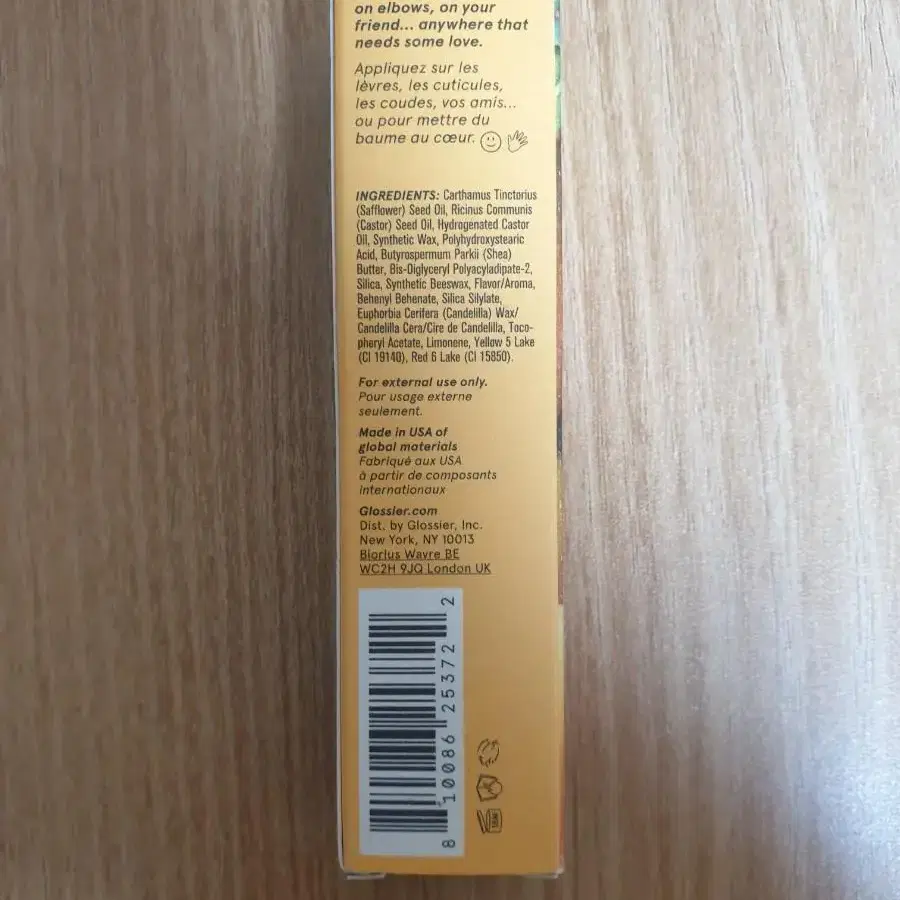 on elbows, on your
friend... anywhere that
needs some love.
Appliquez sur les
lèvres, les cuticules,
les coudes, vos amis...
ou pour mettre du
baume au cœur.
INGREDIENTS: Carthamus Tinctorius
(Safflower) Seed Oil, Ricinus Communis
(Castor) Seed Oil, Hydrogenated Castor
Oil, Synthetic Wax, Polyhydroxystearic
Acid, Butyrospermum Parkii (Shea)
Butter, Bis-Diglyceryl Polyacyladipate-2,
Silica, Synthetic Beeswax, Flavor/Aroma,
Behenyl Behenate, Silica Silylate,
Euphorbia Cerifera (Candelilla) Wax/
Candelilla Cera/Cire de Candelilla, Toco-
pheryl Acetate, Limonene, Yellow 5 Lake
(CI 19140), Red 6 Lake (CI 15850).
For external use only.
Pour usage externe
seulement.
Made in USA of
global materials
Fabriqué aux USA
à partir de composants
internationaux
Glossier.com
Dist. by Glossier, Inc.
New York, NY 10013
Biorius Wavre BE
WC2H 9JQ London UK
8 10086 25372 2